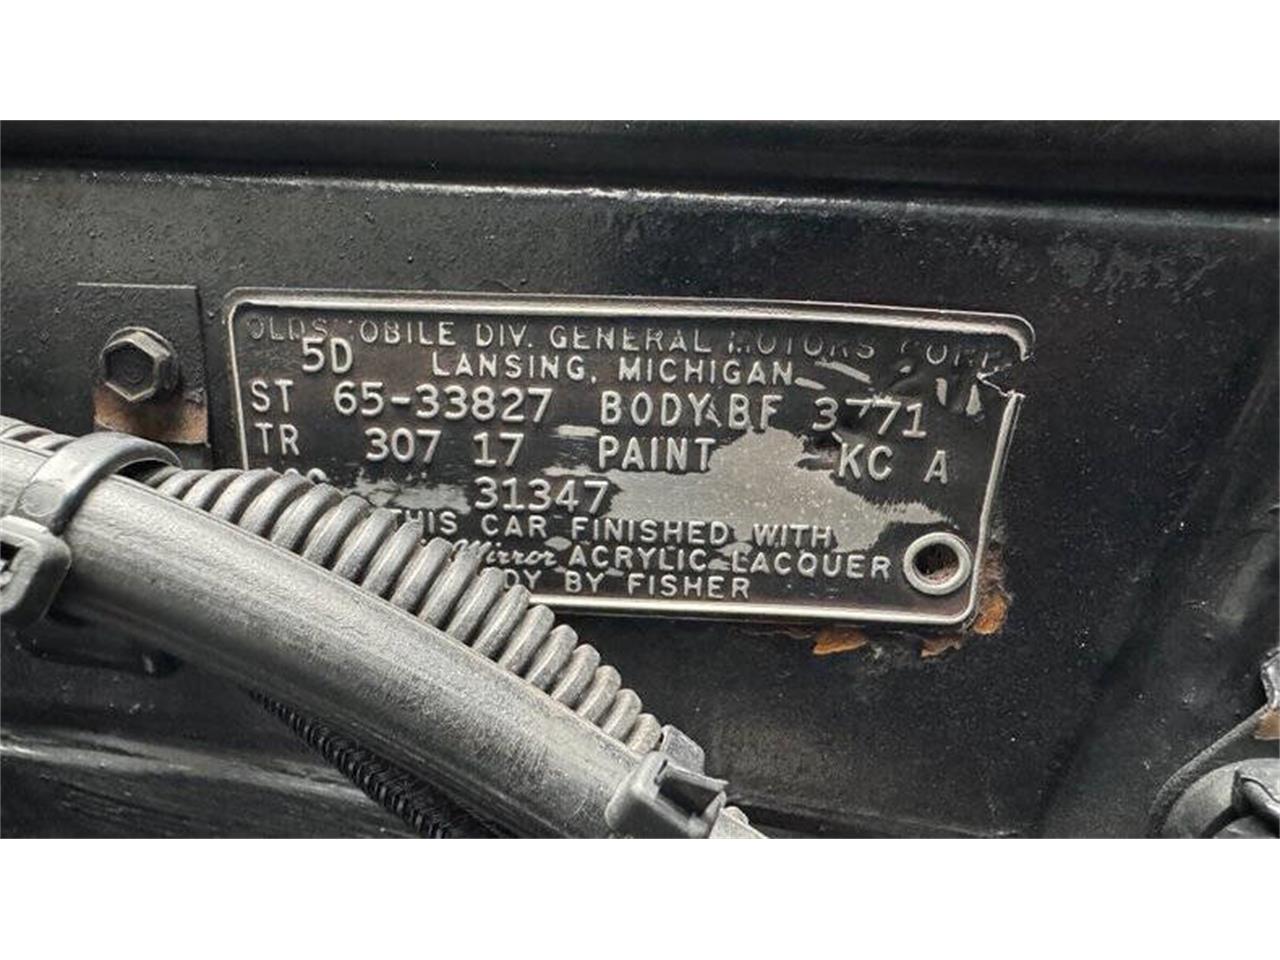 OLDSMOBILE DIV. GENERAL MOTORS CORP.
5D LANSING, MICHIGAN
ST 65-33827 BODY BF 3771
TR 307 17 PAINT KC A
31347
THIS CAR FINISHED WITH
Mirror ACRYLIC LACQUER
BODY BY FISHER